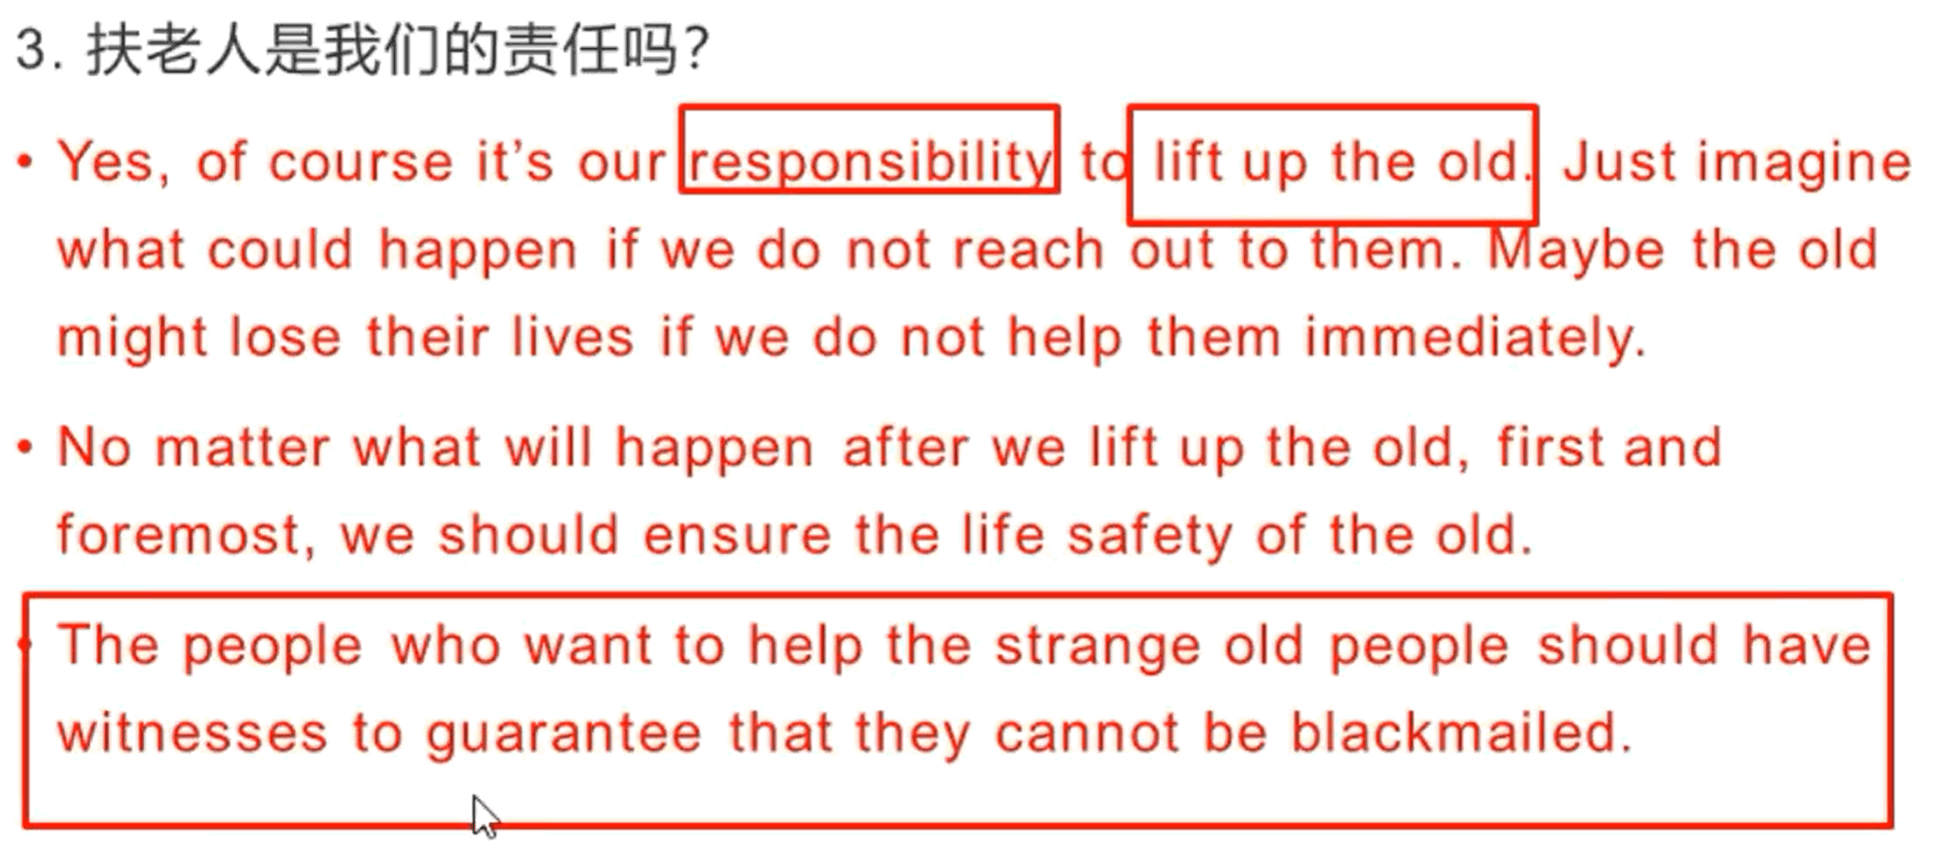 3. 扶老人是我们的责任吗?
• Yes, of course it's our responsibility to lift up the old. Just imagine
what could happen if we do not reach out to them. Maybe the old
might lose their lives if we do not help them immediately.
• No matter what will happen after we lift up the old, first and
foremost, we should ensure the life safety of the old.
• The people who want to help the strange old people should have
witnesses to guarantee that they cannot be blackmailed.